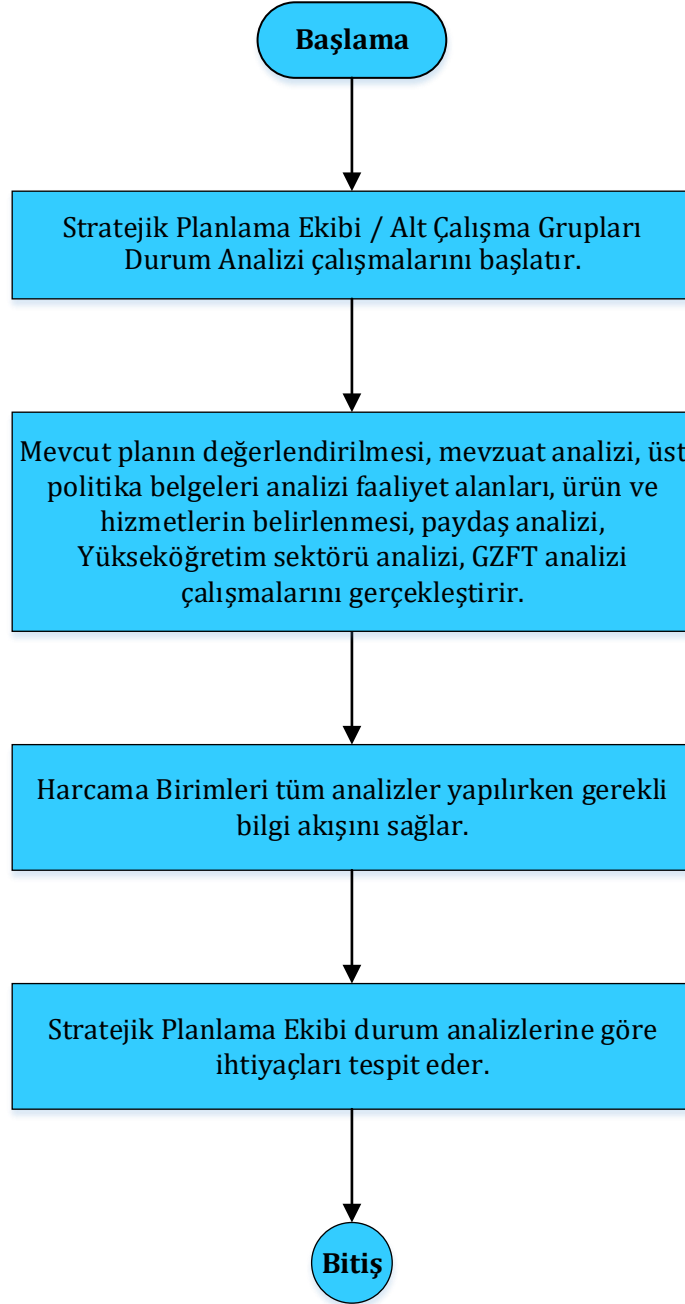 Başlama
Stratejik Planlama Ekibi / Alt Çalışma Grupları
Durum Analizi çalışmalarını başlatır.
Mevcut planın değerlendirilmesi, mevzuat analizi, üst
politika belgeleri analizi faaliyet alanları, ürün ve
hizmetlerin belirlenmesi, paydaş analizi,
Yükseköğretim sektörü analizi, GZFT analizi
çalışmalarını gerçekleştirir.
Harcama Birimleri tüm analizler yapılırken gerekli
bilgi akışını sağlar.
Stratejik Planlama Ekibi durum analizlerine göre
ihtiyaçları tespit eder.
Bitiş